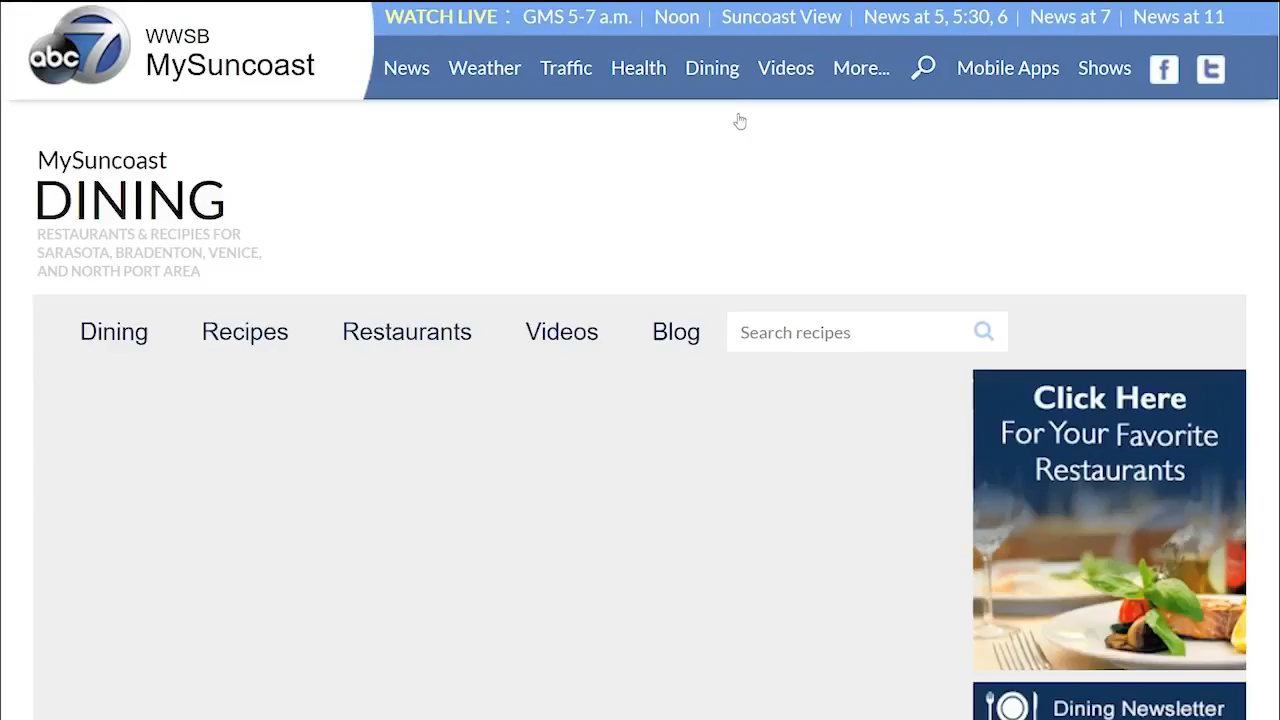 abc 7
WWSB
MySuncoast
WATCH LIVE : GMS 5-7 a.m. | Noon | Suncoast View | News at 5, 5:30, 6 | News at 7 | News at 11
News Weather Traffic Health Dining Videos More... Mobile Apps Shows f t
MySuncoast
DINING
RESTAURANTS & RECIPIES FOR
SARASOTA, BRADENTON, VENICE,
AND NORTH PORT AREA
Dining Recipes Restaurants Videos Blog Search recipes
Click Here
For Your Favorite
Restaurants
Dining Newsletter